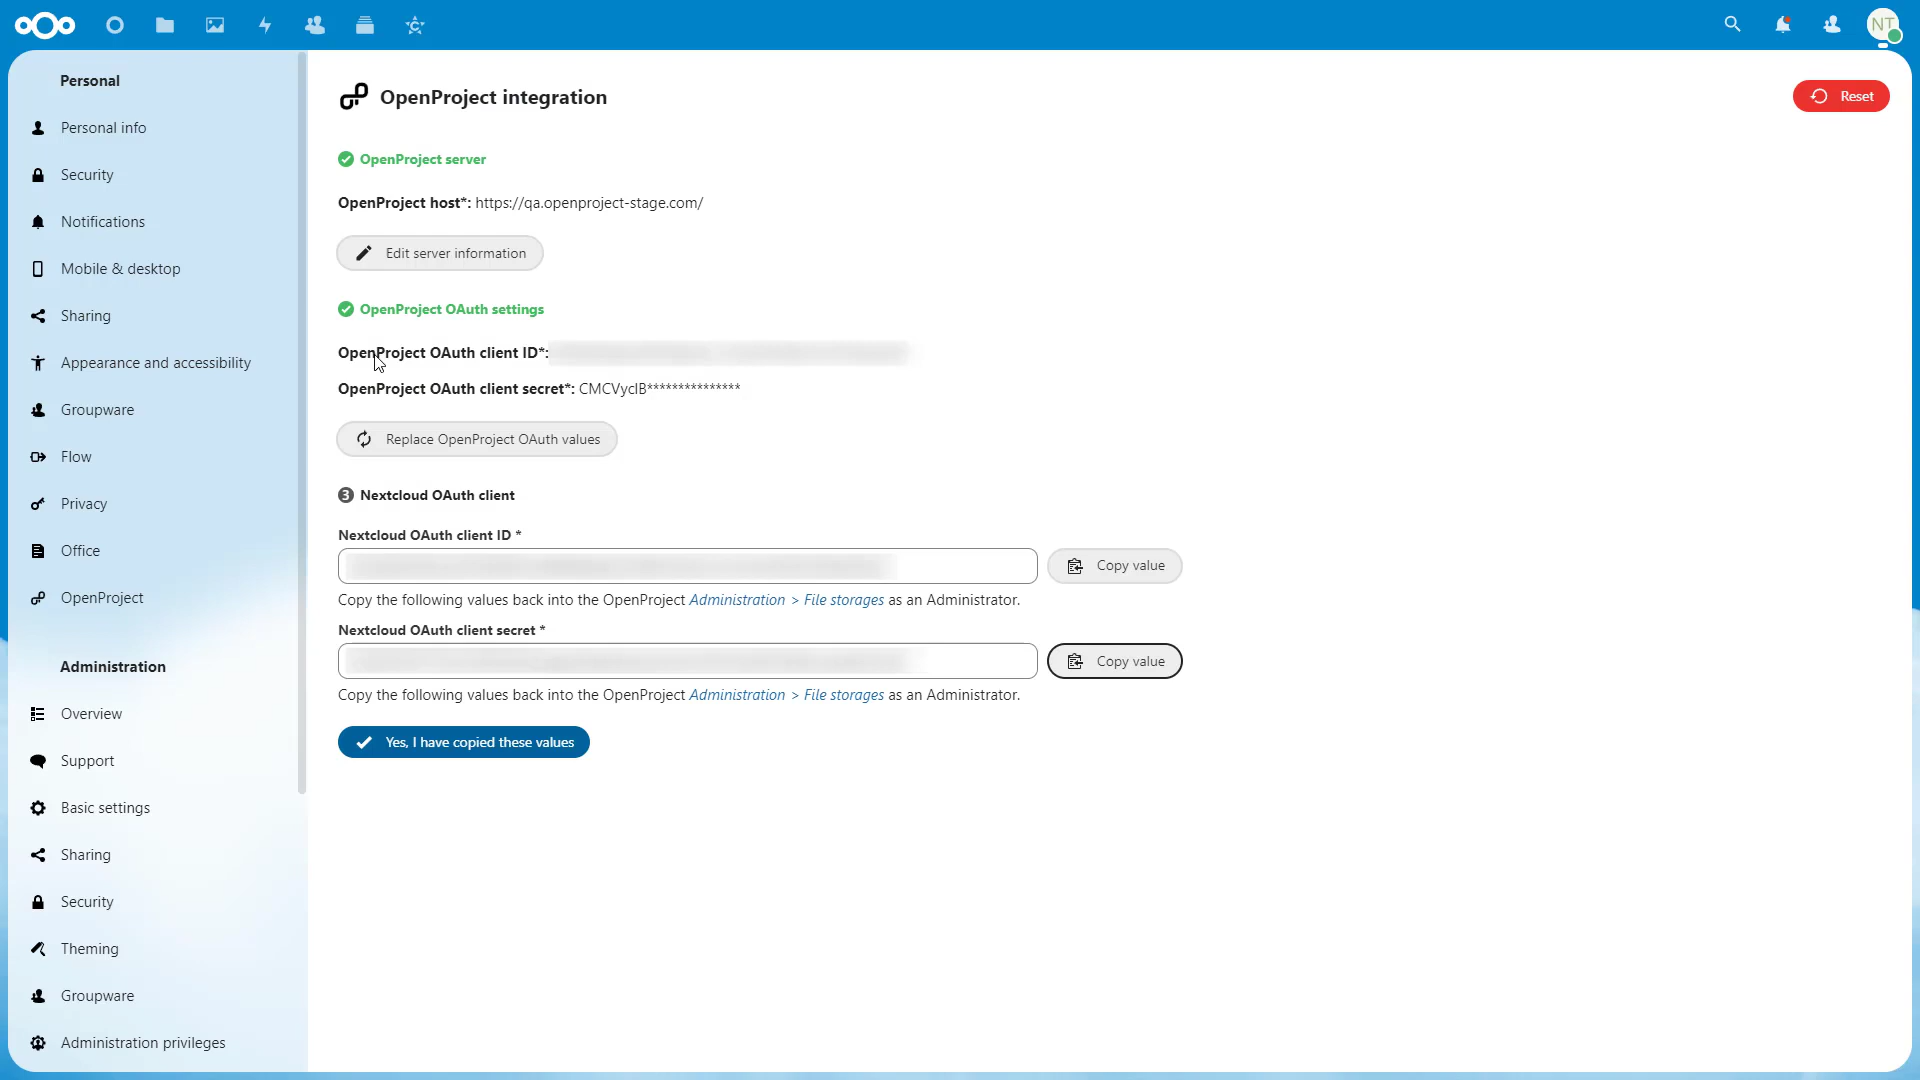 NT
Personal
Personal info
Security
Notifications
Mobile & desktop
Sharing
Appearance and accessibility
Groupware
Flow
Privacy
Office
OpenProject
Administration
Overview
Support
Basic settings
Sharing
Security
Theming
Groupware
Administration privileges
OpenProject integration
Reset
OpenProject server
OpenProject host*: https://qa.openproject-stage.com/
Edit server information
OpenProject OAuth settings
OpenProject OAuth client ID*:
OpenProject OAuth client secret*: CMCVycIB***************
Replace OpenProject OAuth values
3 Nextcloud OAuth client
Nextcloud OAuth client ID *
Copy value
Copy the following values back into the OpenProject Administration > File storages as an Administrator.
Nextcloud OAuth client secret *
Copy value
Copy the following values back into the OpenProject Administration > File storages as an Administrator.
Yes, I have copied these values